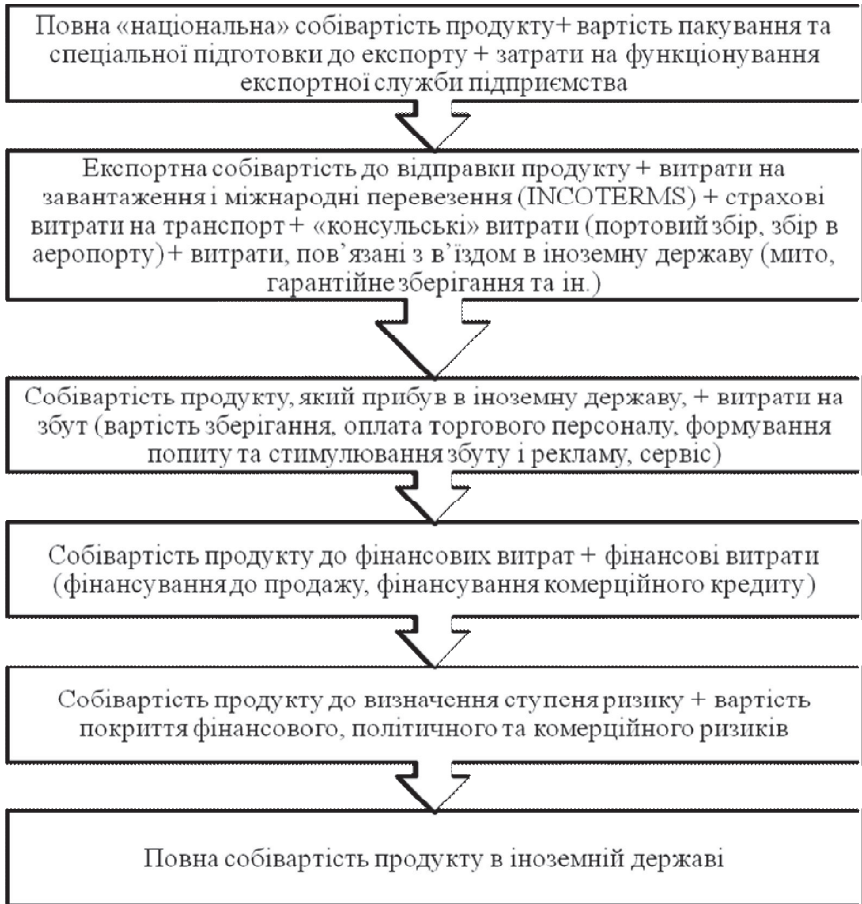 Повна «національна» собівартість продукту+ вартість пакування та
спеціальної підготовки до експорту + затрати на функціонування
експортної служби підприємства
Експортна собівартість до відправки продукту + витрати на
завантаження і міжнародні перевезення (INCOTERMS) + страхові
витрати на транспорт + «консульські» витрати (портовий збір, збір в
аеропорту) + витрати, пов’язані з в’їздом в іноземну державу (мито,
гарантійне зберігання та ін.)
Собівартість продукту, який прибув в іноземну державу, + витрати на
збут (вартість зберігання, оплата торгового персоналу, формування
попиту та стимулювання збуту і рекламу, сервіс)
Собівартість продукту до фінансових витрат + фінансові витрати
(фінансування до продажу, фінансування комерційного кредиту)
Собівартість продукту до визначення ступеня ризику + вартість
покриття фінансового, політичного та комерційного ризиків
Повна собівартість продукту в іноземній державі